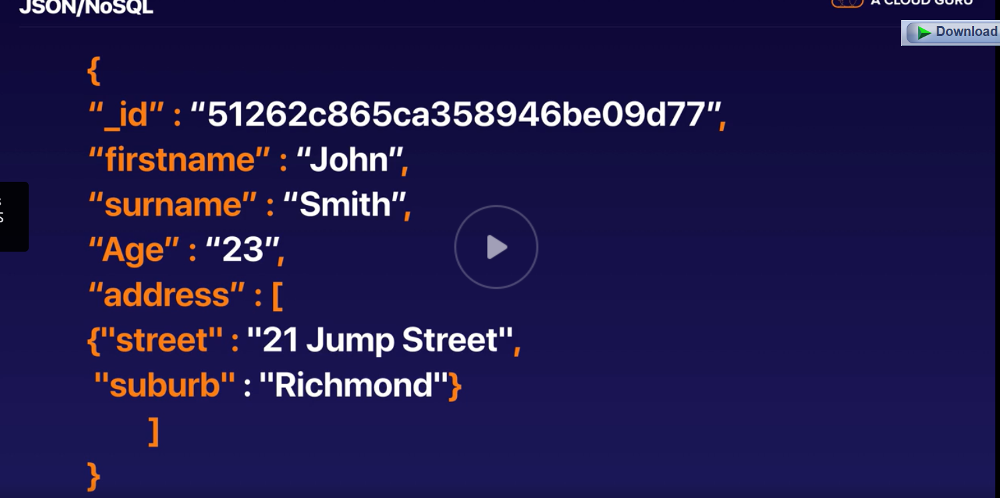 JSON/NoSQL
A CLOUD GURU
Download
{
“_id” : “51262c865ca358946be09d77”,
“firstname” : “John”,
“surname” : “Smith”,
“Age” : “23”,
“address” : [
{"street" : "21 Jump Street",
"suburb" : "Richmond"}
]
}